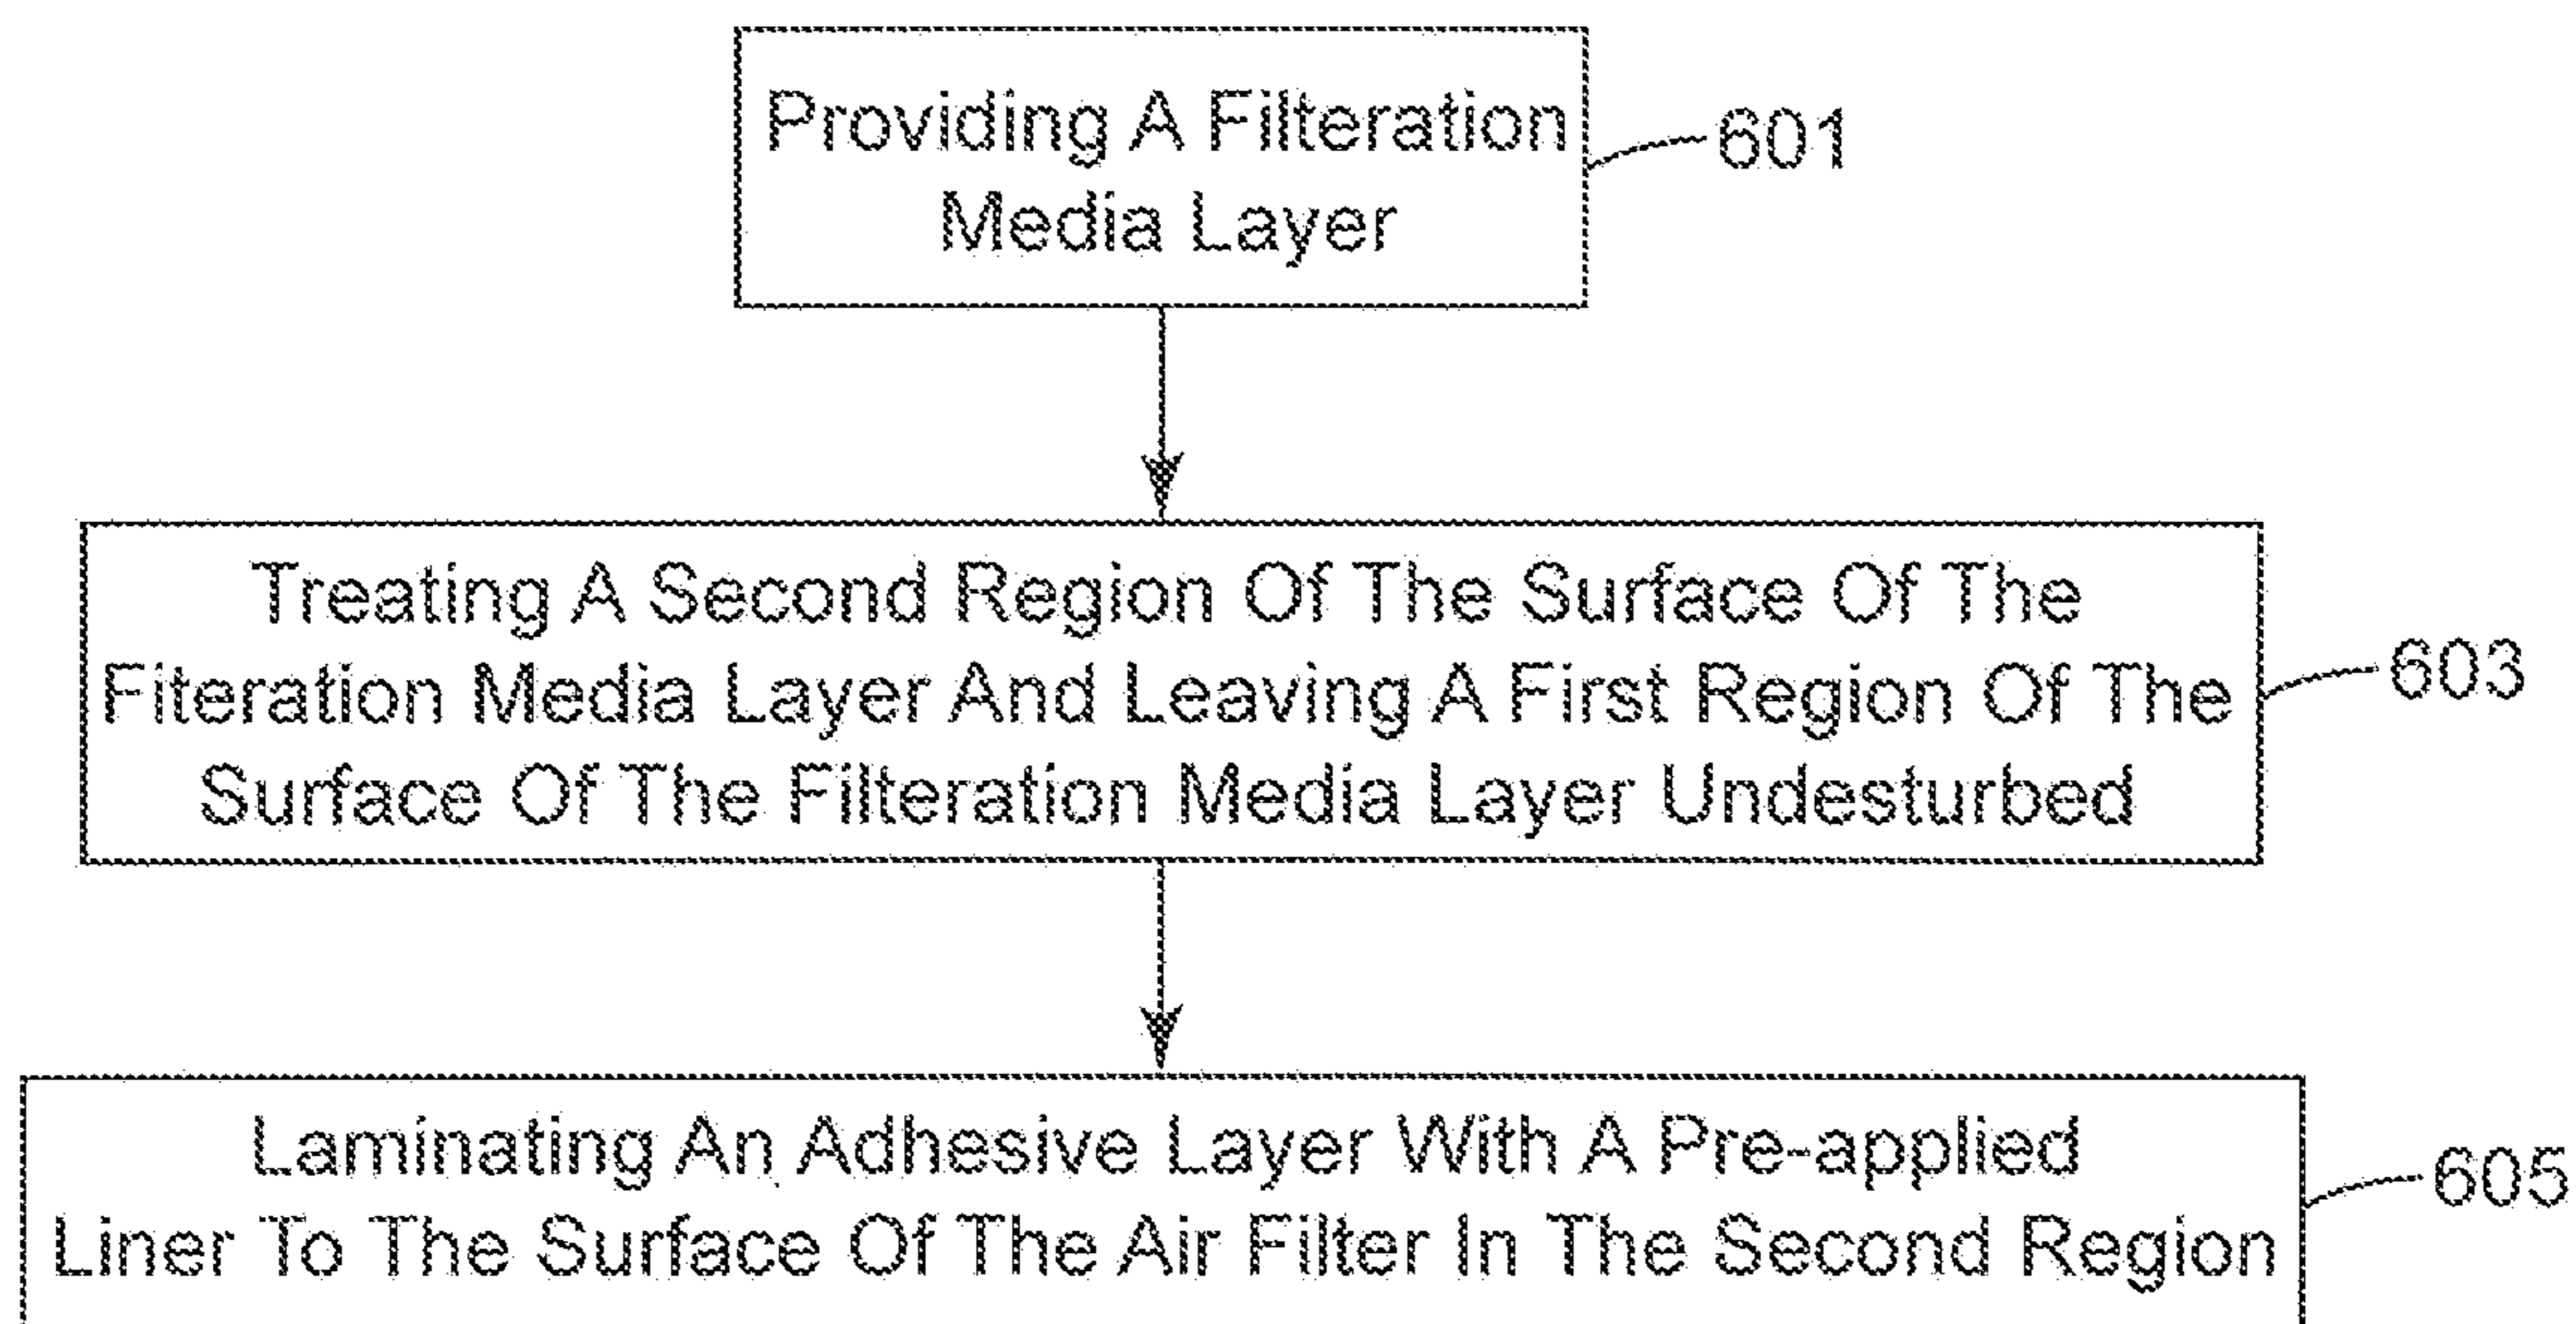 Providing A Filteration
Media Layer
601
Treating A Second Region Of The Surface Of The
Fiteration Media Layer And Leaving A First Region Of The
Surface Of The Filteration Media Layer Undesturbed
603
Laminating An Adhesive Layer With A Pre-applied
Liner To The Surface Of The Air Filter In The Second Region
605